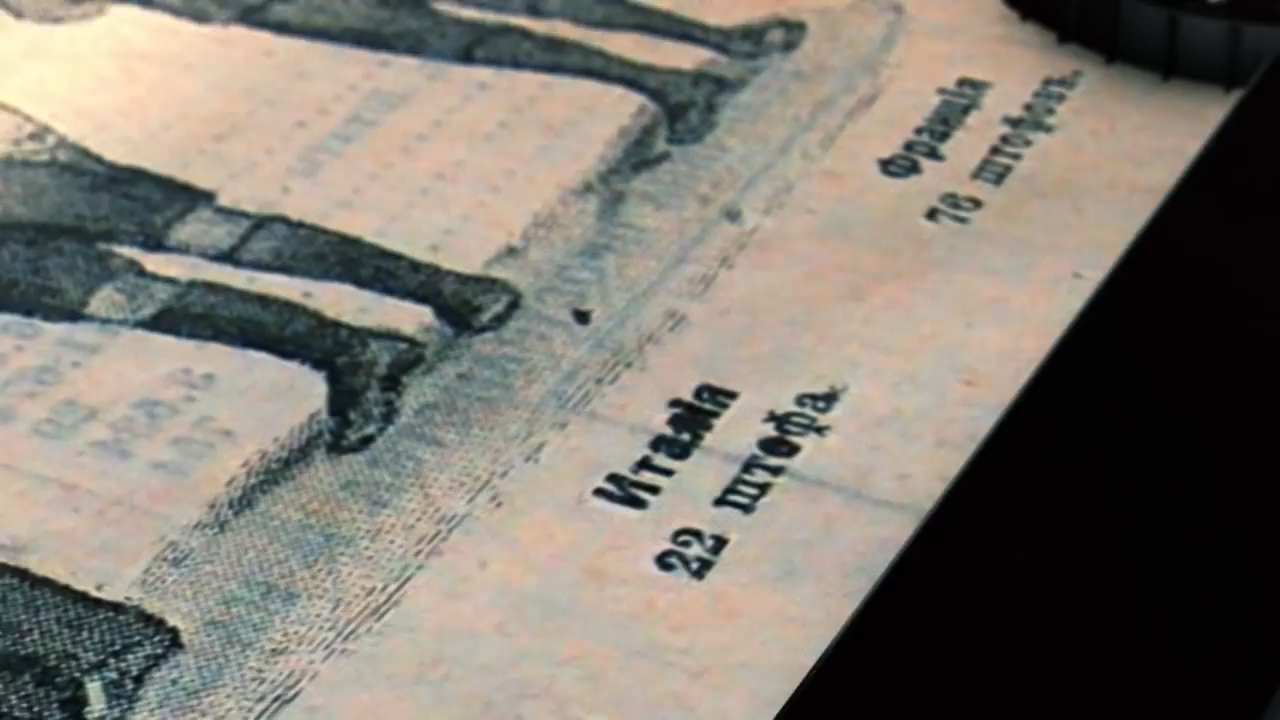 Италія
22 штофа.
Франція
76 штофовъ.